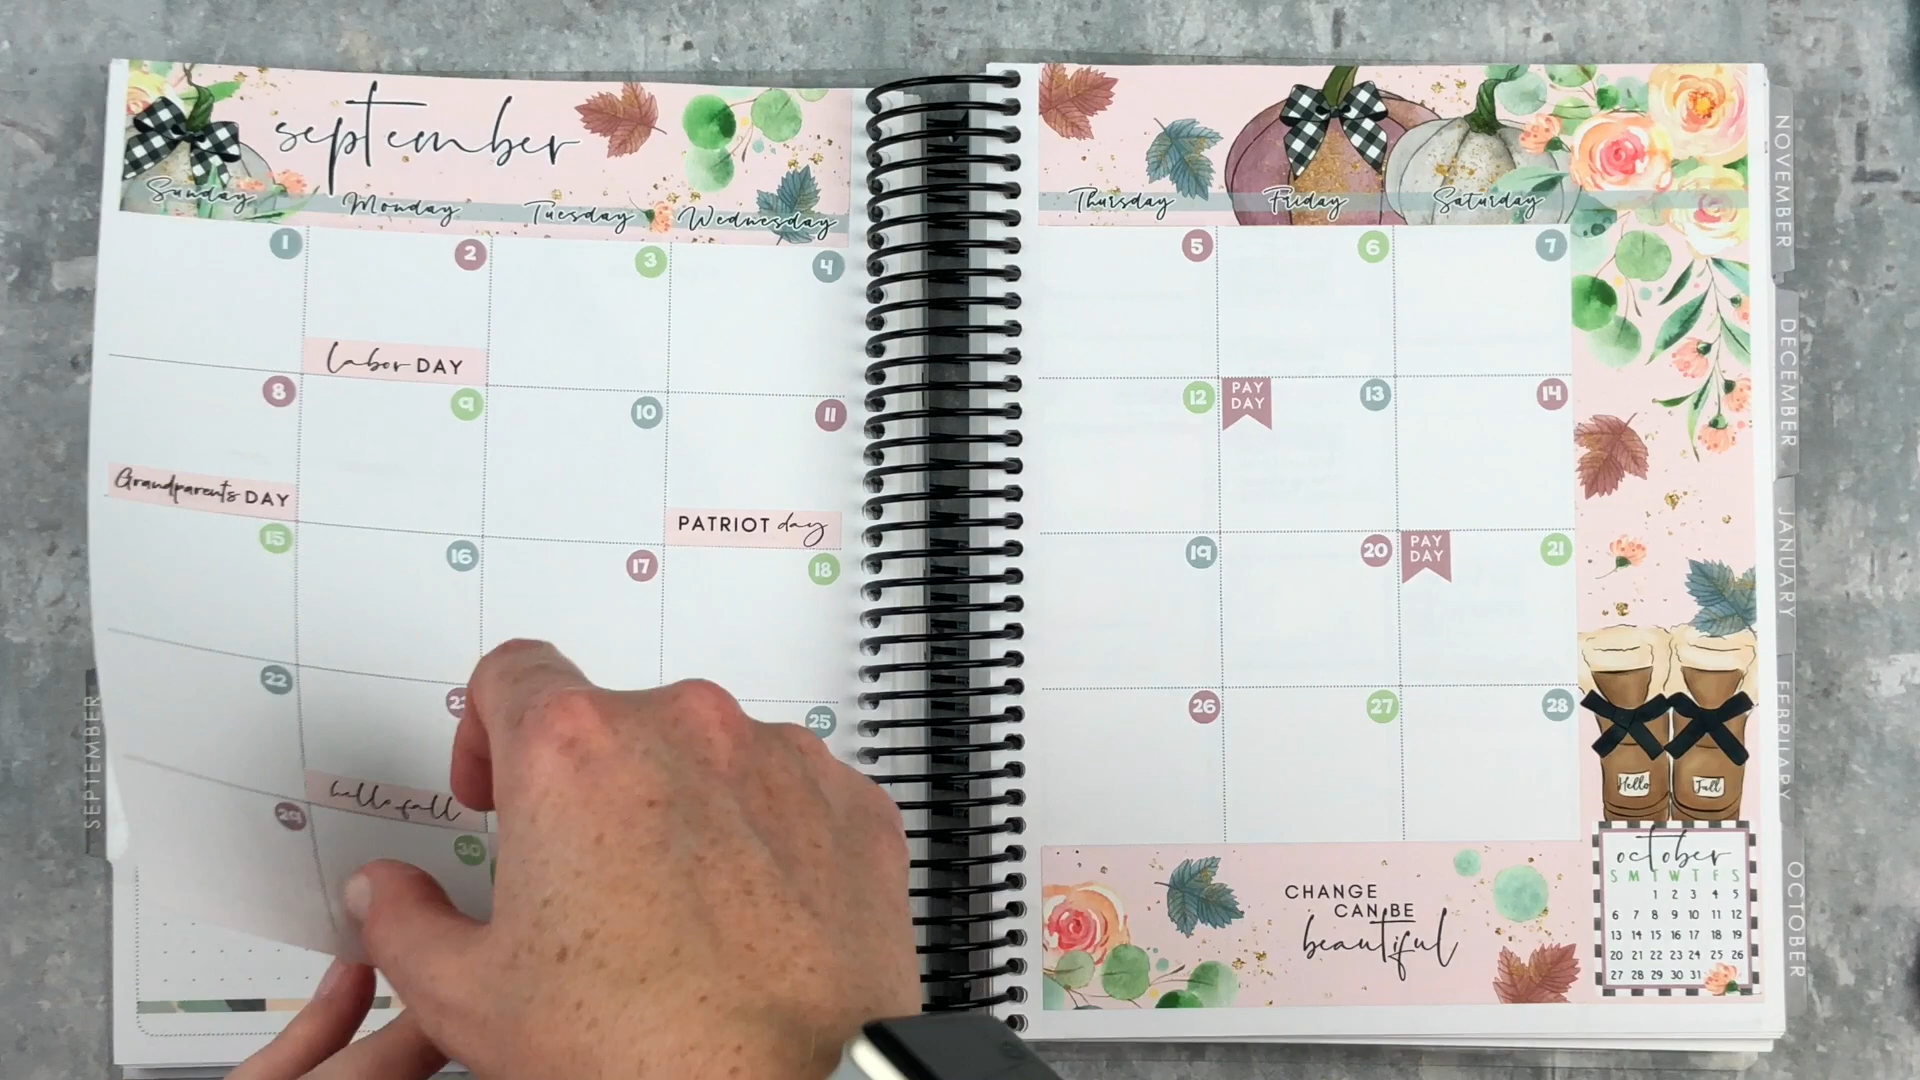 september
Sunday Monday Tuesday Wednesday
1 2 3 4
Labor DAY
8 9 10 11
Grandparents DAY
PATRIOT day
15 16 17 18
22 23 25
hello fall
29 30
SEPTEMBER
Thursday Friday Saturday
5 6 7
12 PAY DAY 13 14
19 20 PAY DAY 21
26 27 28
Hello Fall
CHANGE
CAN BE
beautiful
october
S M T W T F S
1 2 3 4 5
6 7 8 9 10 11 12
13 14 15 16 17 18 19
20 21 22 23 24 25 26
27 28 29 30 31
NOVEMBER
DECEMBER
JANUARY
FEBRUARY
OCTOBER